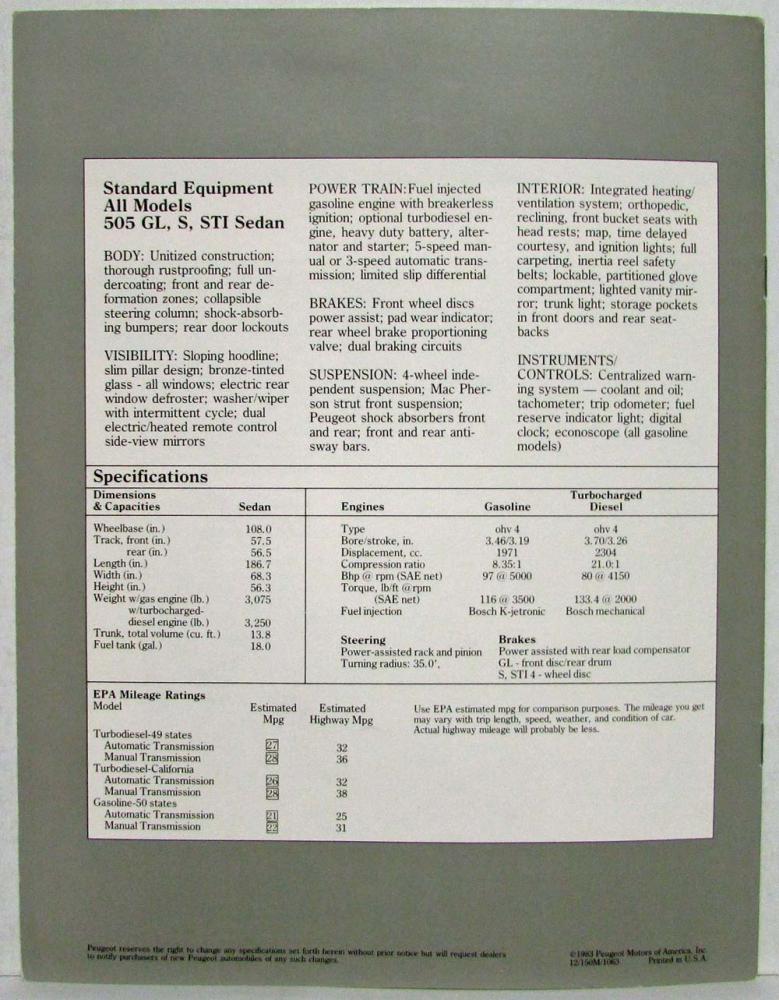 Standard Equipment
All Models
505 GL, S, STI Sedan
BODY: Unitized construction;
thorough rustproofing; full un-
dercoating; front and rear de-
formation zones; collapsible
steering column; shock-absorb-
ing bumpers; rear door lockouts
VISIBILITY: Sloping hoodline;
slim pillar design; bronze-tinted
glass - all windows; electric rear
window defroster; washer/wiper
with intermittent cycle; dual
electric/heated remote control
side-view mirrors
POWER TRAIN: Fuel injected
gasoline engine with breakerless
ignition; optional turbodiesel en-
gine, heavy duty battery, alter-
nator and starter; 5-speed man-
ual or 3-speed automatic trans-
mission; limited slip differential
BRAKES: Front wheel discs
power assist; pad wear indicator;
rear wheel brake proportioning
valve; dual braking circuits
SUSPENSION: 4-wheel inde-
pendent suspension; Mac Pher-
son strut front suspension;
Peugeot shock absorbers front
and rear; front and rear anti-
sway bars.
INTERIOR: Integrated heating/
ventilation system; orthopedic,
reclining, front bucket seats with
head rests; map, time delayed
courtesy, and ignition lights; full
carpeting, inertia reel safety
belts; lockable, partitioned glove
compartment; lighted vanity mir-
ror; trunk light; storage pockets
in front doors and rear seat-
backs
INSTRUMENTS/
CONTROLS: Centralized warn-
ing system — coolant and oil;
tachometer; trip odometer; fuel
reserve indicator light; digital
clock; econoscope (all gasoline
models)
Specifications
Dimensions
& Capacities Sedan
Wheelbase (in.) 108.0
Track, front (in.) 57.5
rear (in.) 56.5
Length (in.) 186.7
Width (in.) 68.3
Height (in.) 56.3
Weight w/gas engine (lb.) 3,075
w/turbocharged-
diesel engine (lb.) 3,250
Trunk, total volume (cu. ft.) 13.8
Fuel tank (gal.) 18.0
Turbocharged
Engines Gasoline Diesel
Type ohv 4 ohv 4
Bore/stroke, in. 3.46/3.19 3.70/3.26
Displacement, cc. 1971 2304
Compression ratio 8.35:1 21.0:1
Bhp @ rpm (SAE net) 97 @ 5000 80 @ 4150
Torque, lb/ft @ rpm
(SAE net) 116 @ 3500 133.4 @ 2000
Fuel injection Bosch K-jetronic Bosch mechanical
Steering
Power-assisted rack and pinion
Turning radius: 35.0',
Brakes
Power assisted with rear load compensator
GL - front disc/rear drum
S, STI 4 - wheel disc
EPA Mileage Ratings
Model Estimated Mpg Estimated Highway Mpg
Turbodiesel-49 states
Automatic Transmission 27 32
Manual Transmission 28 36
Turbodiesel-California
Automatic Transmission 26 32
Manual Transmission 28 38
Gasoline-50 states
Automatic Transmission 21 25
Manual Transmission 22 31
Use EPA estimated mpg for comparison purposes. The mileage you get
may vary with trip length, speed, weather, and condition of car.
Actual highway mileage will probably be less.
Peugeot reserves the right to change any specifications set forth herein without prior notice but will request dealers
to notify purchasers of new Peugeot automobiles of any such changes.
©1983 Peugeot Motors of America, Inc.
12/150M/1063 Printed in U.S.A.